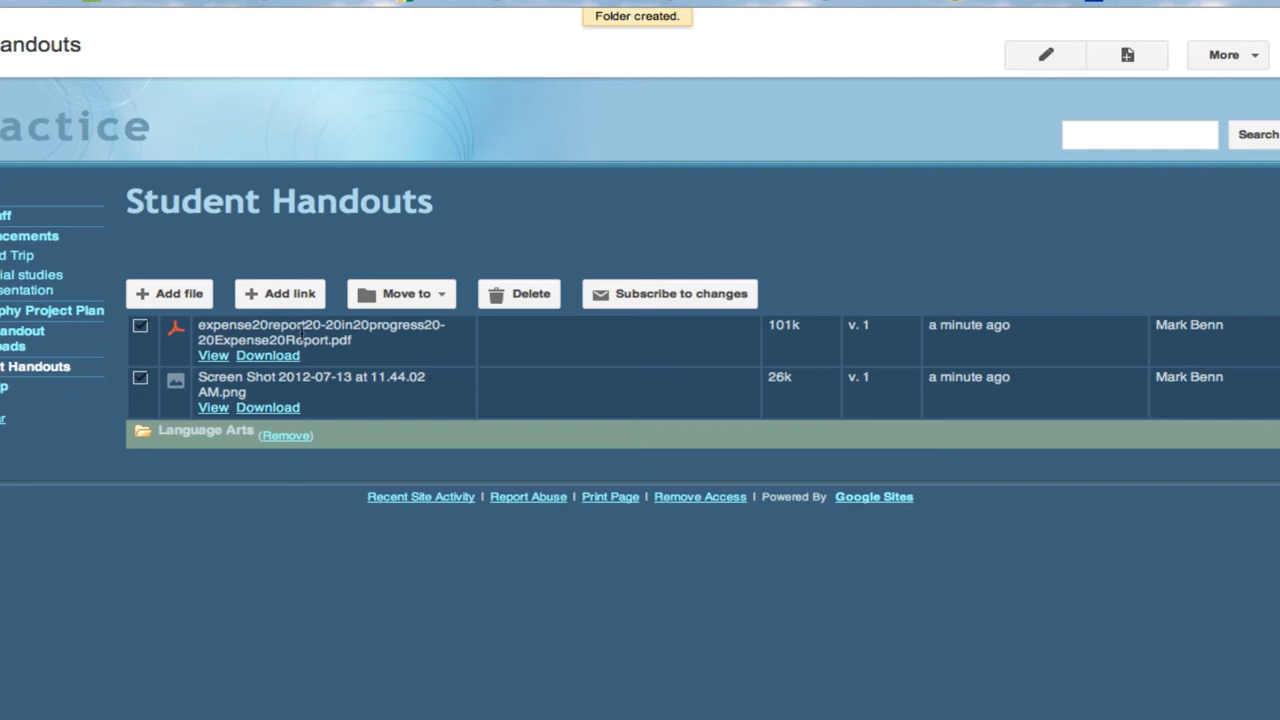 Folder created.
andouts
More
actice
Search
Student Handouts
ff
ncements
d Trip
ial studies
entation
phy Project Plan
andout
ads
t Handouts
p
r
Add file
Add link
Move to
Delete
Subscribe to changes
expense20report20-20in20progress20-
20Expense20Report.pdf
View Download
101k
v. 1
a minute ago
Mark Benn
Screen Shot 2012-07-13 at 11.44.02
AM.png
View Download
26k
v. 1
a minute ago
Mark Benn
Language Arts (Remove)
Recent Site Activity | Report Abuse | Print Page | Remove Access | Powered By Google Sites